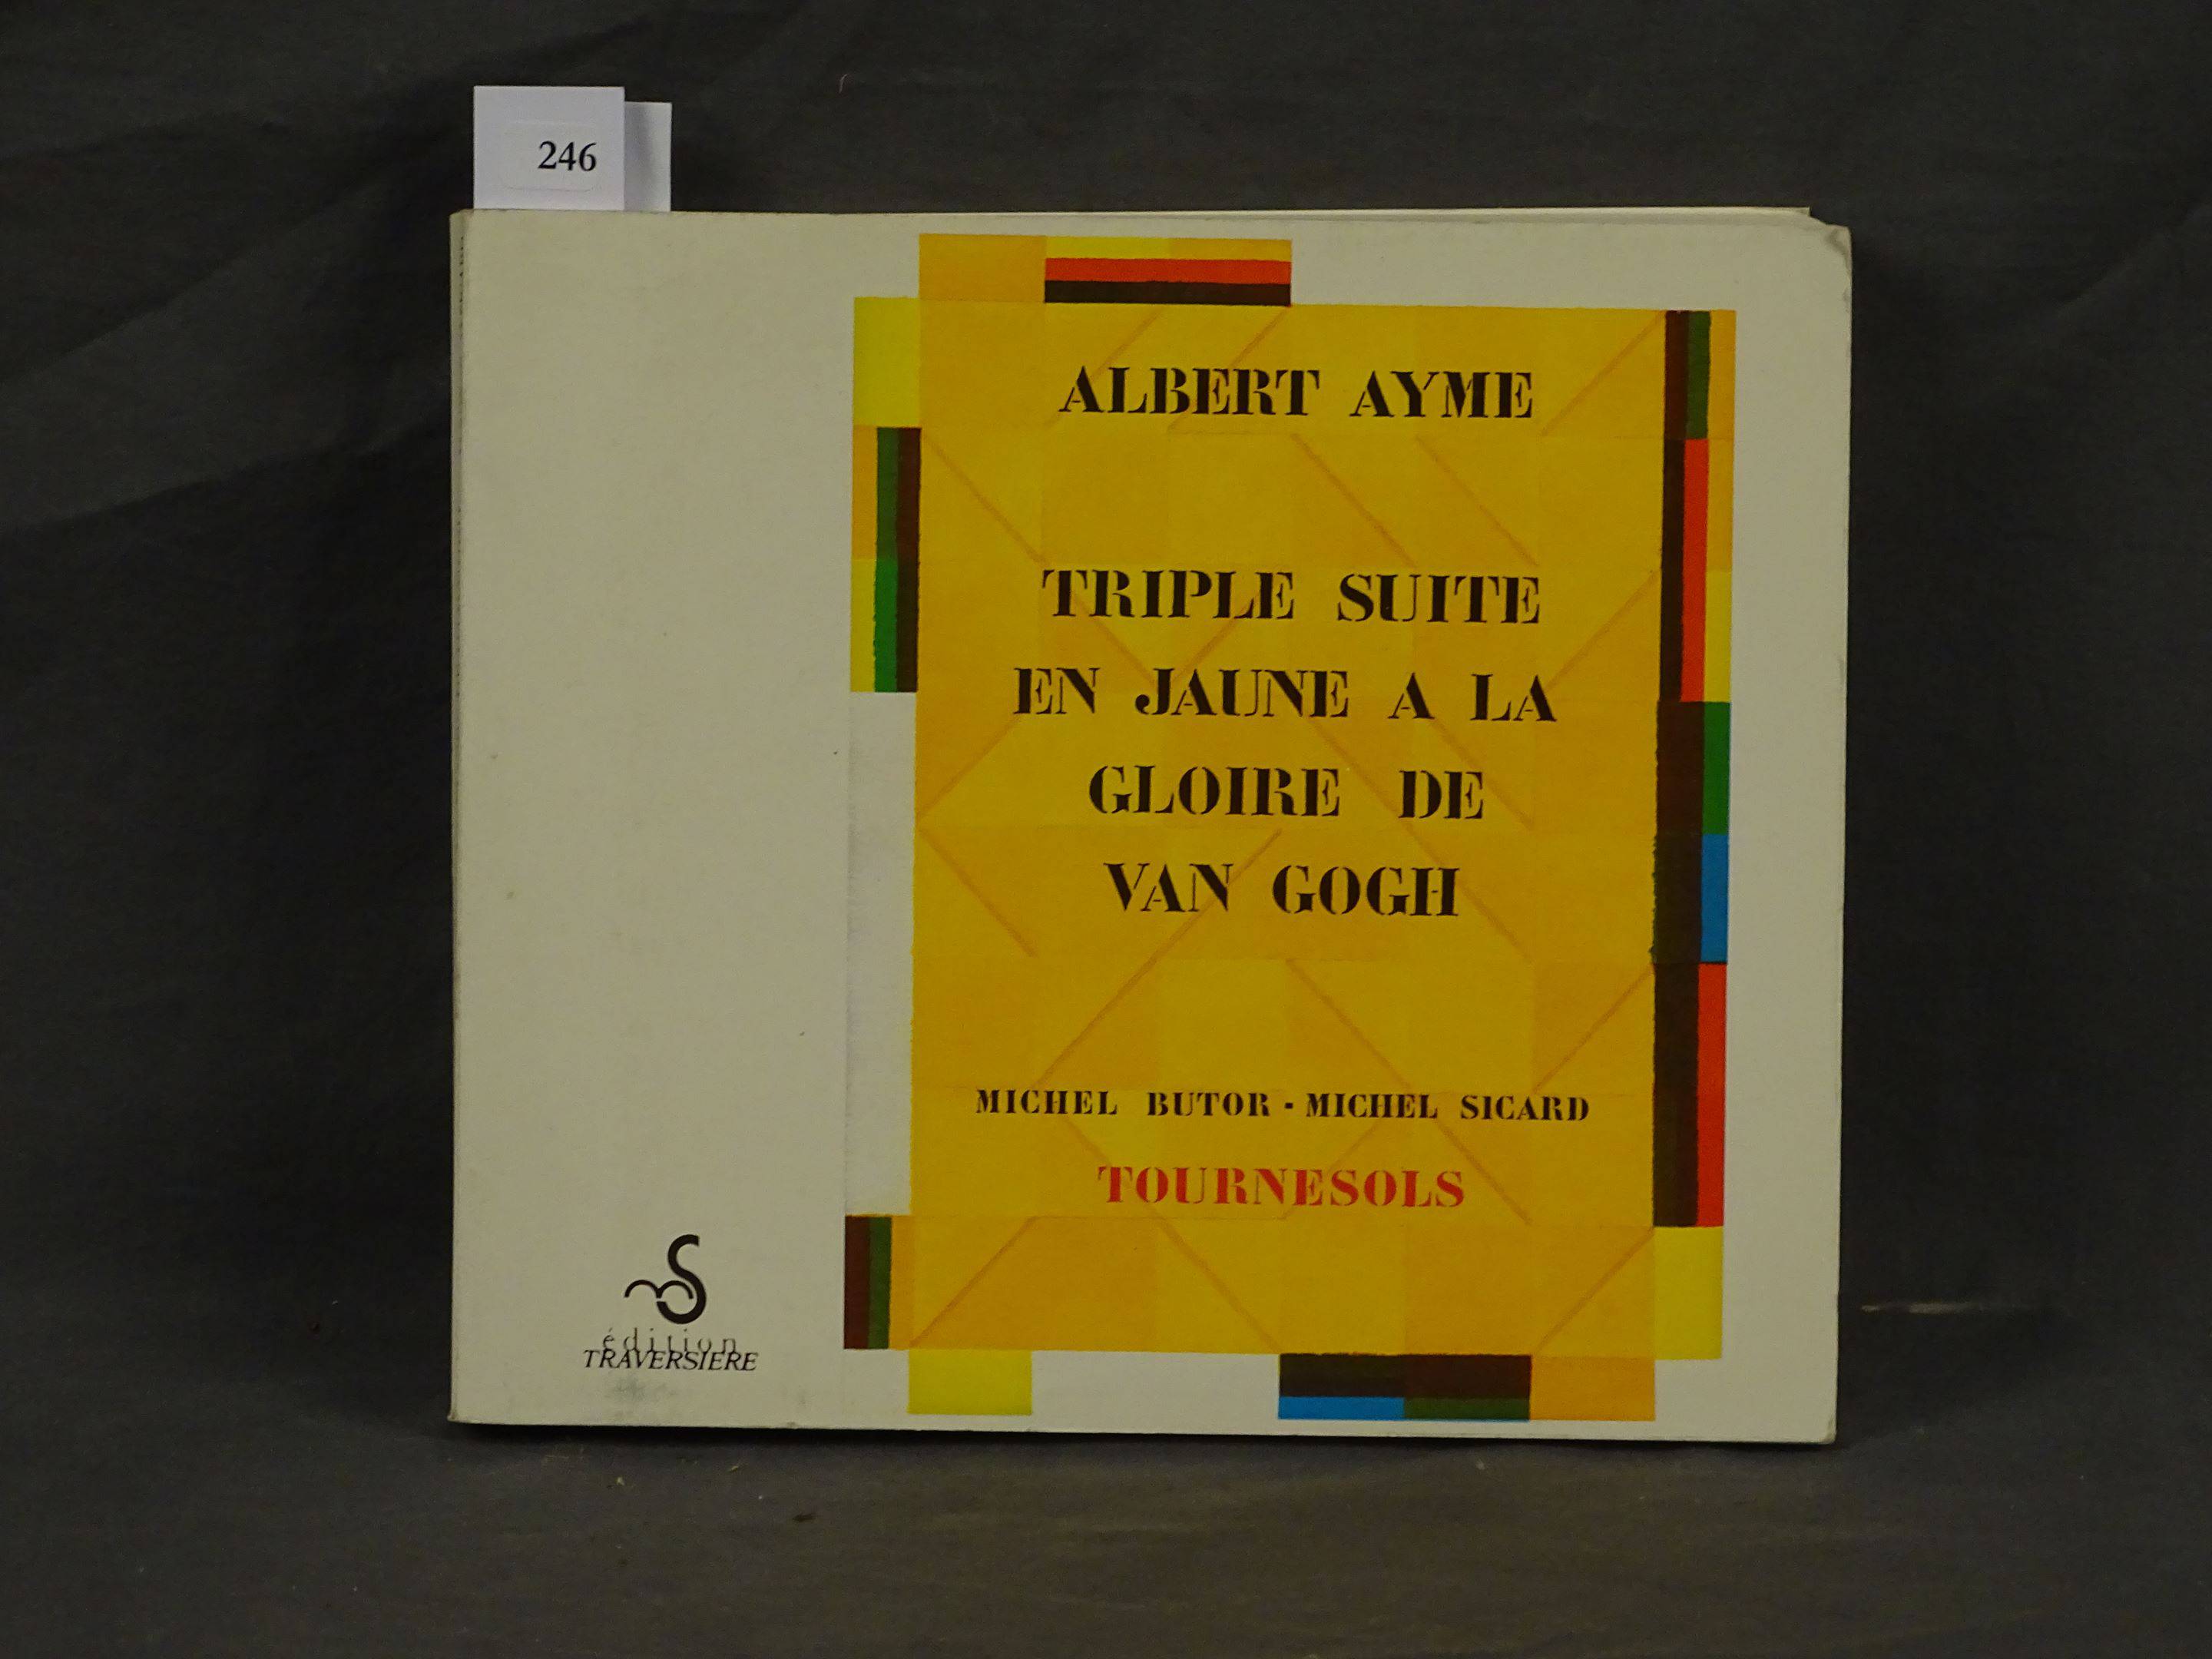 246
ALBERT AYME
TRIPLE SUITE
EN JAUNE A LA
GLOIRE DE
VAN GOGH
MICHEL BUTOR - MICHEL SICARD
TOURNESOLS
édition
TRAVERSIERE